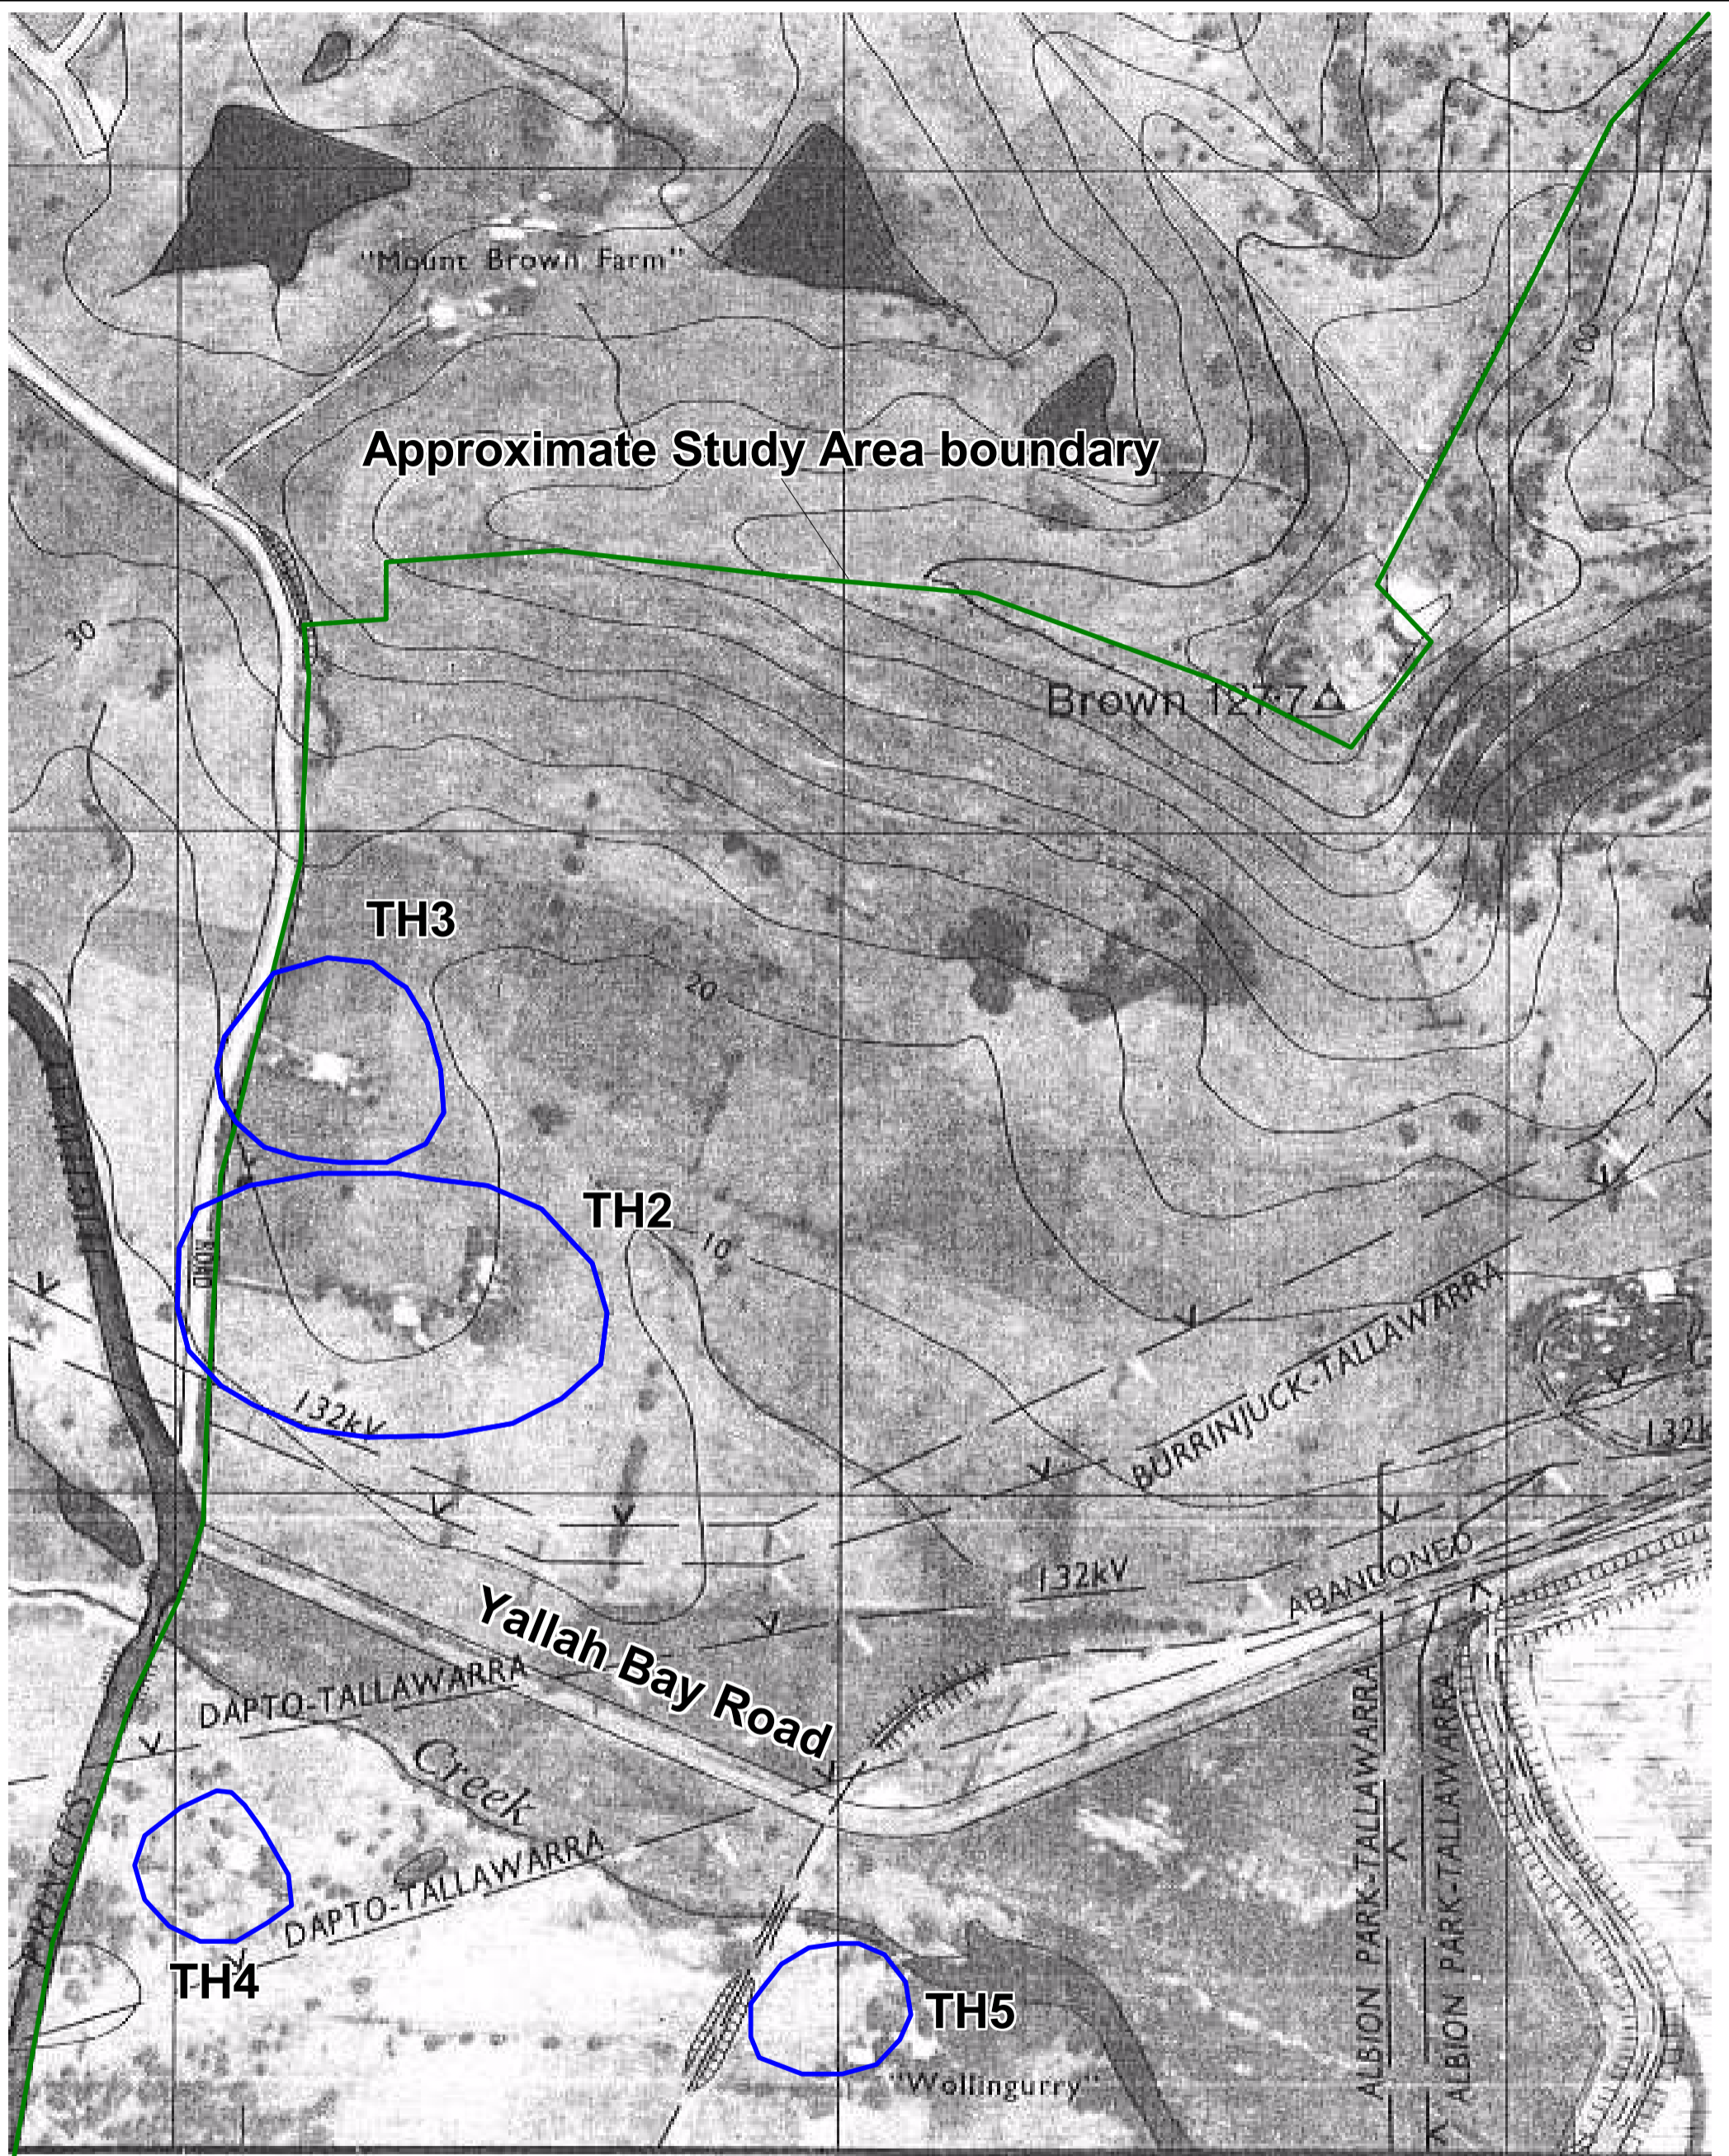 "Mount Brown Farm"
Approximate Study Area boundary
100
30
Brown 127·7
TH3
20
TH2
10
ROAD
132kV
BURRINJUCK-TALLAWARRA
132k
132kV
ABANDONED
Yallah Bay Road
DAPTO-TALLAWARRA
Creek
DAPTO-TALLAWARRA
PRINCES
ALBION PARK-TALLAWARRA
ALBION PARK-TALLAWARRA
TH4
TH5
"Wollingurry"